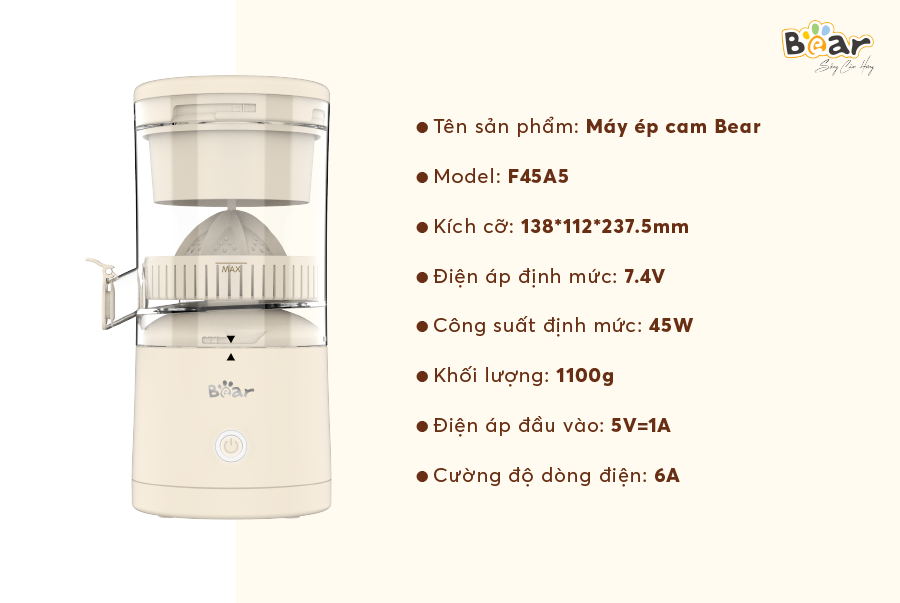 Bear
Sống Cảm Hứng
Tên sản phẩm: Máy ép cam Bear
Model: F45A5
Kích cỡ: 138*112*237.5mm
Điện áp định mức: 7.4V
Công suất định mức: 45W
Khối lượng: 1100g
Điện áp đầu vào: 5V=1A
Cường độ dòng điện: 6A
MAX
Bear